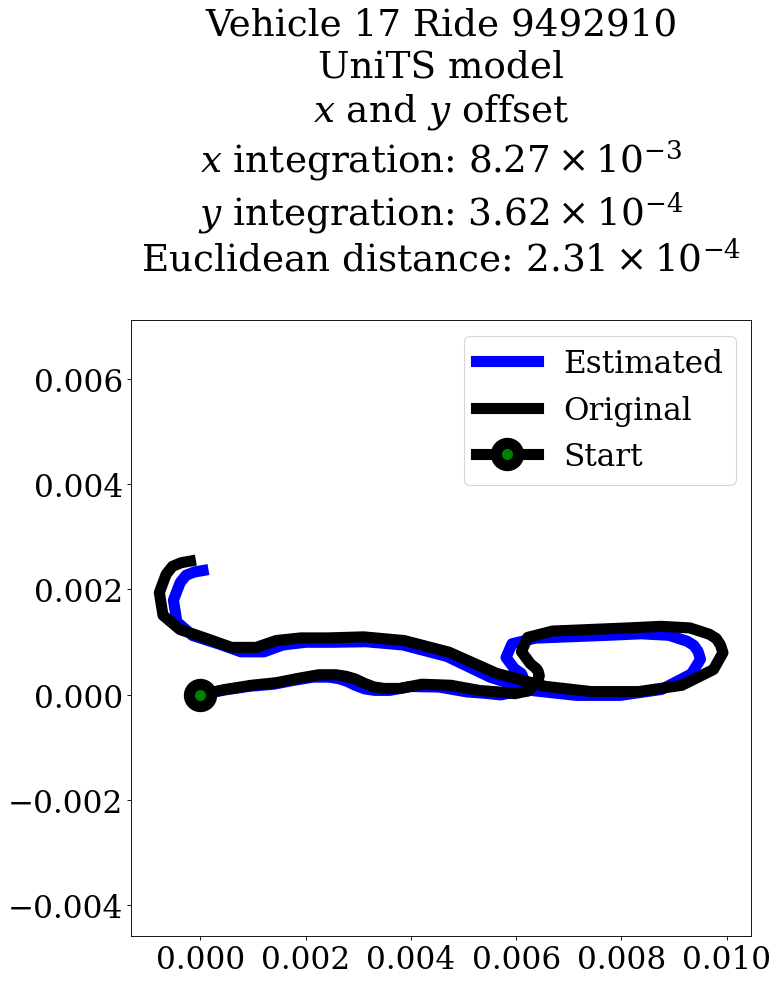 Vehicle 17 Ride 9492910
UniTS model
x and y offset
x integration: 8.27 × 10⁻³
y integration: 3.62 × 10⁻⁴
Euclidean distance: 2.31 × 10⁻⁴
Estimated
Original
Start
0.006
0.004
0.002
0.000
−0.002
−0.004
0.000 0.002 0.004 0.006 0.008 0.010